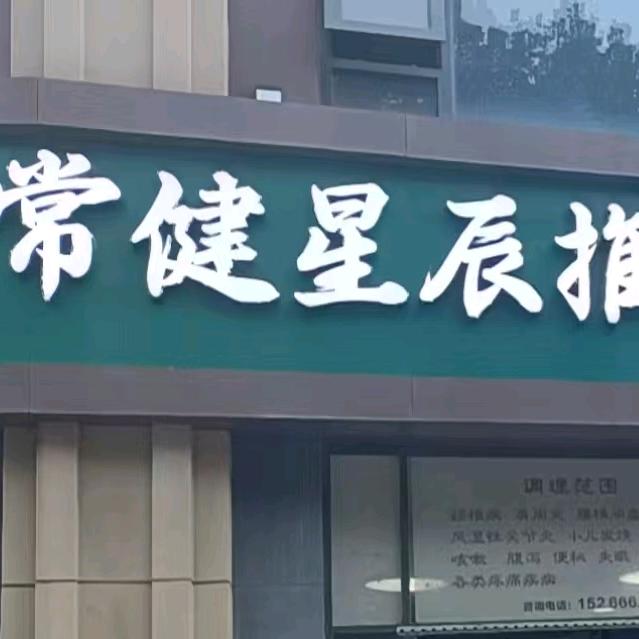 常健星辰推
调理范围
颈椎病 肩周炎 腰椎间盘
风湿性关节炎 小儿发烧
咳嗽 腹泻 便秘 失眠
各类疼痛疾病
咨询电话：152666